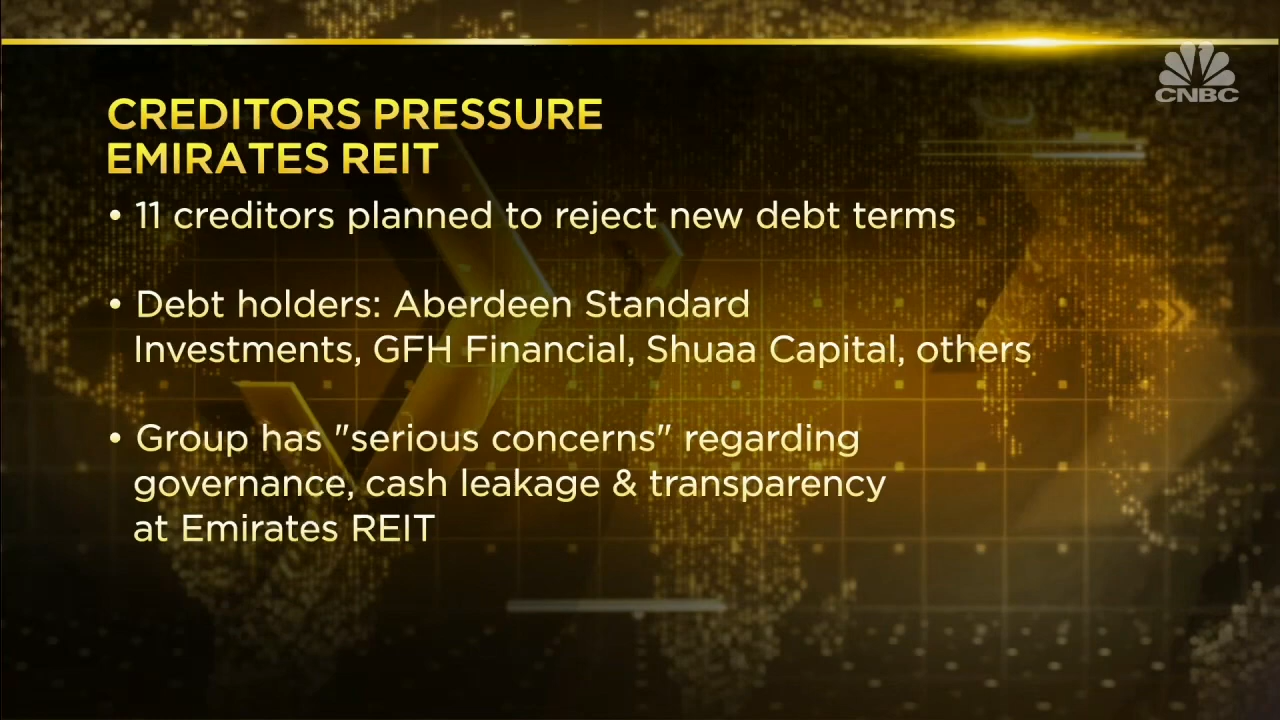 CNBC
CREDITORS PRESSURE
EMIRATES REIT
• 11 creditors planned to reject new debt terms
• Debt holders: Aberdeen Standard
Investments, GFH Financial, Shuaa Capital, others
• Group has "serious concerns" regarding
governance, cash leakage & transparency
at Emirates REIT